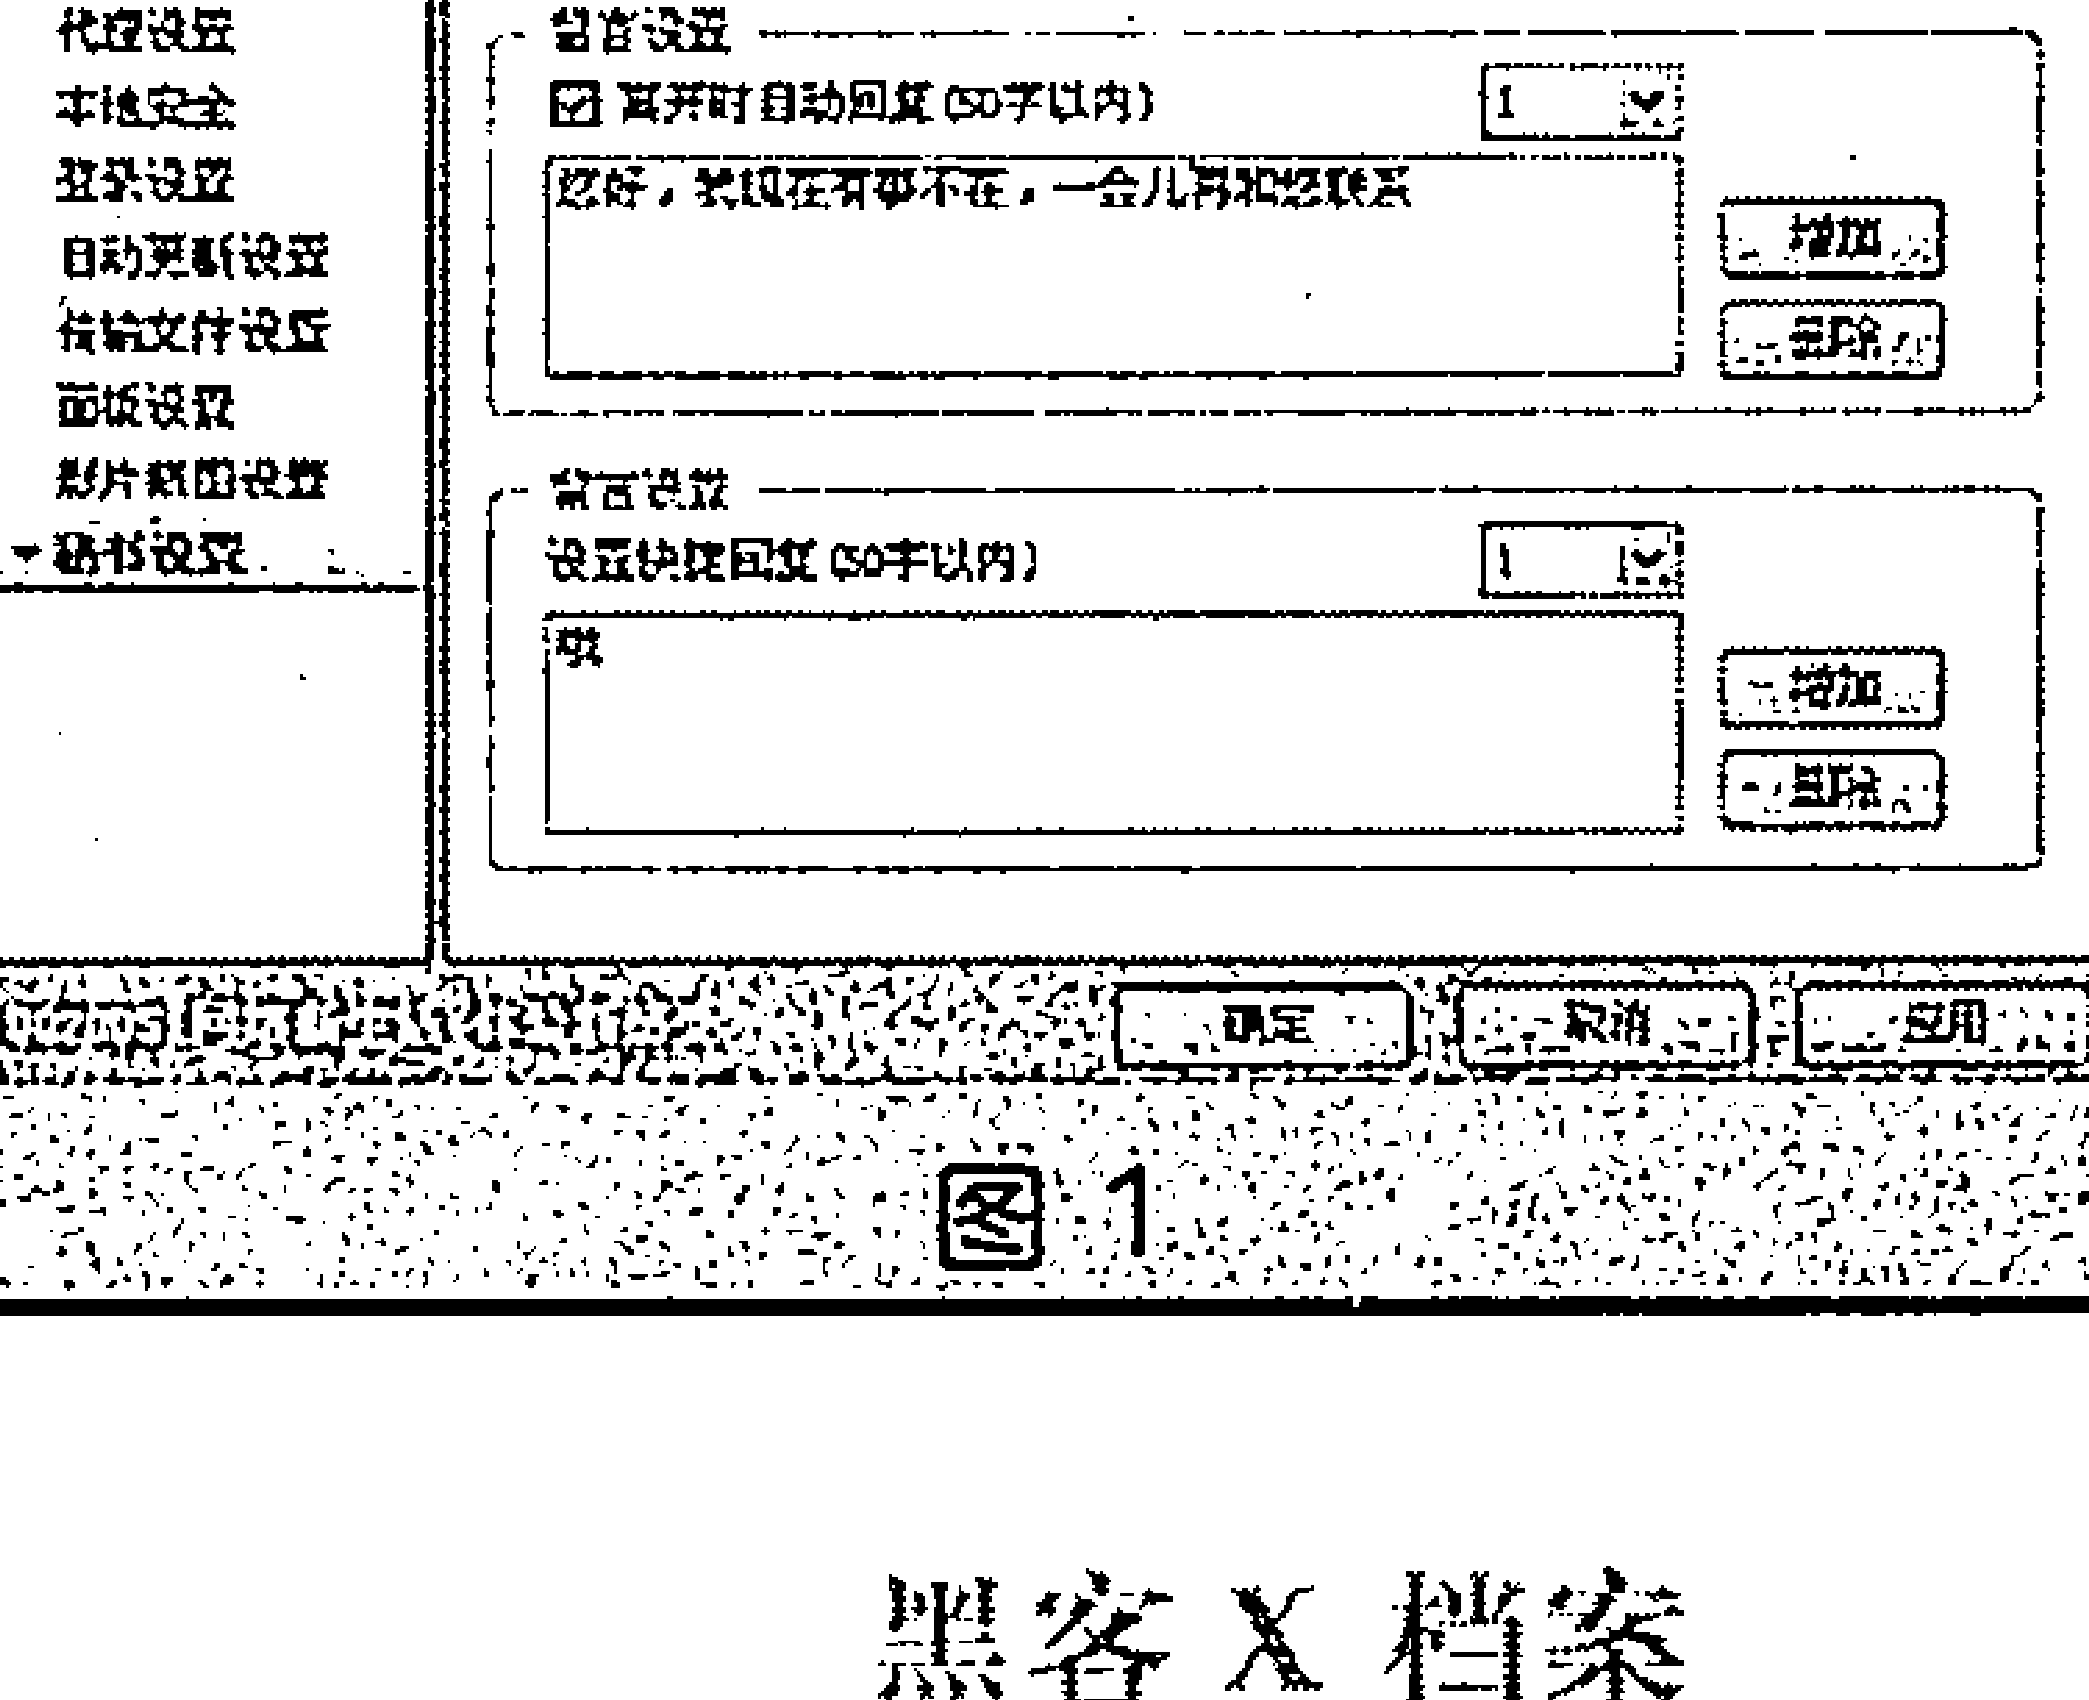 代理设置
本地安全
登录设置
自动更新设置
传输文件设置
面板设置
影片截图设置
秘书设置
留言设置
离开时自动回复(50字以内)
1
您好，我现在有事不在，一会儿再和您联系
增加
删除
留言设置
设置快捷回复(50字以内)
1
哎
增加
删除
确定
取消
应用
图 1
黑客 X 档案